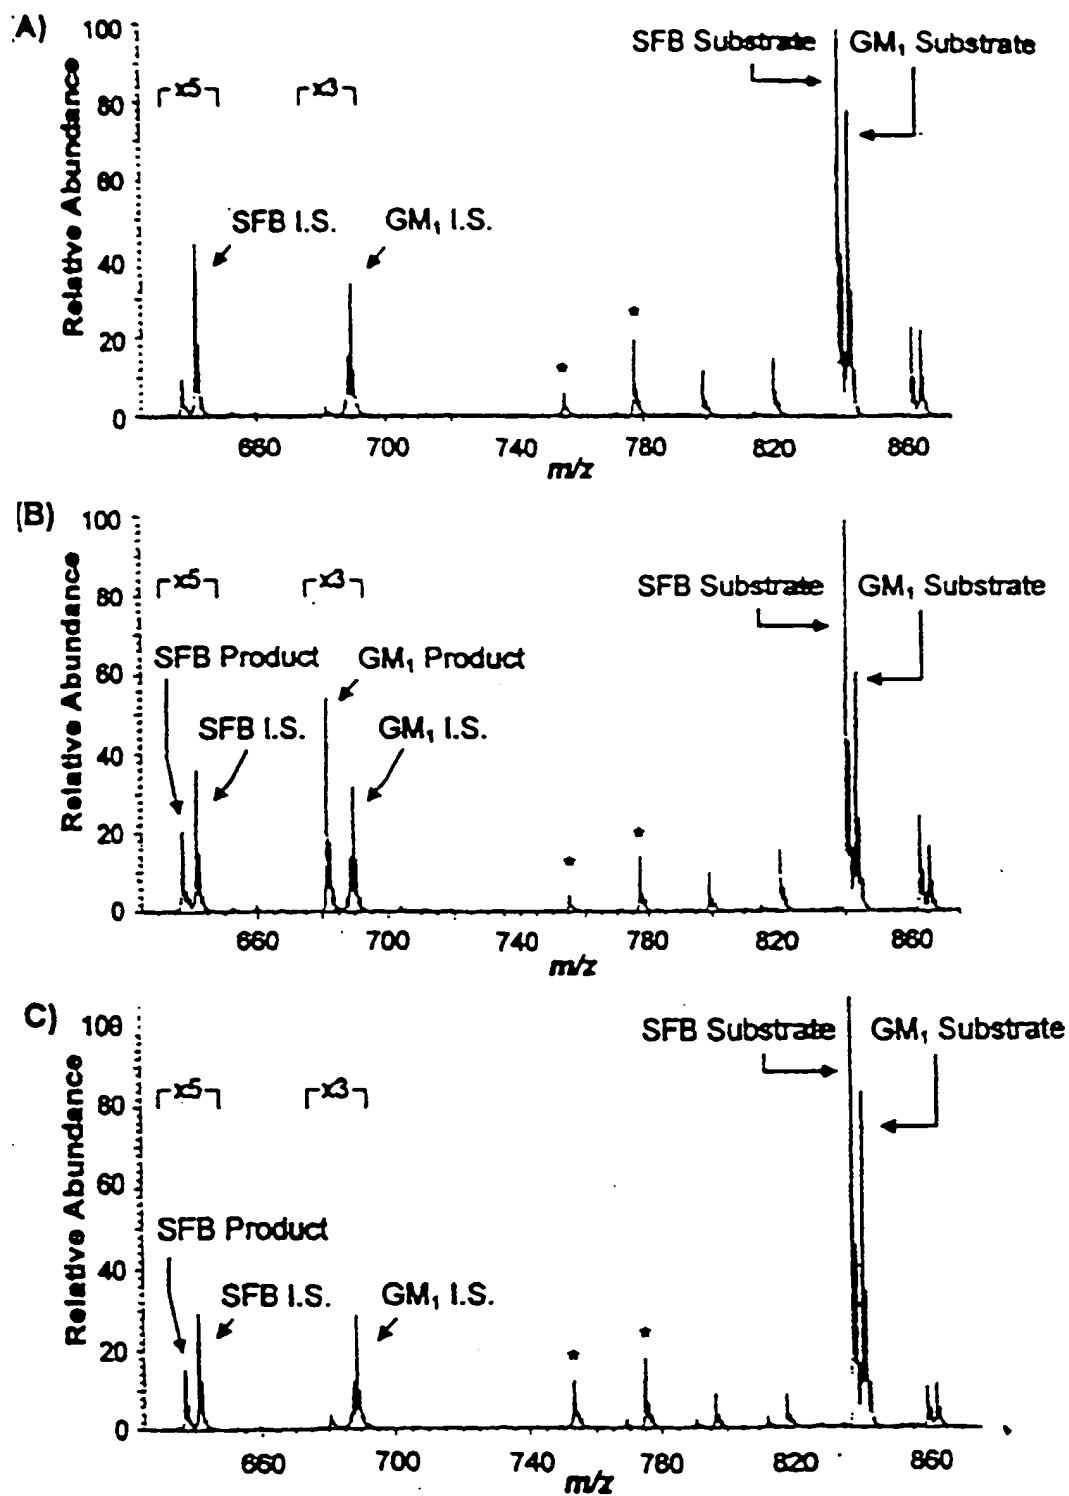 A)
100
SFB Substrate
GM₁ Substrate
x5
x3
80
60
SFB I.S.
GM₁ I.S.
40
*
20
*
0
660 700 740 780 820 860
m/z
Relative Abundance
(B)
100
x5
x3
SFB Substrate
GM₁ Substrate
80
SFB Product
GM₁ Product
60
SFB I.S.
GM₁ I.S.
40
*
20
*
0
660 700 740 780 820 860
m/z
Relative Abundance
C)
100
SFB Substrate
GM₁ Substrate
x5
x3
80
60
SFB Product
40
SFB I.S.
GM₁ I.S.
*
20
*
0
660 700 740 780 820 860
m/z
Relative Abundance